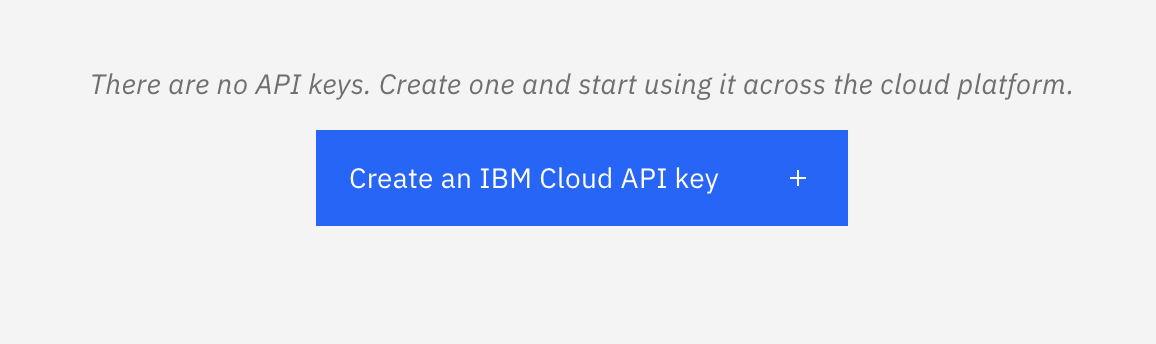 There are no API keys. Create one and start using it across the cloud platform.
Create an IBM Cloud API key +